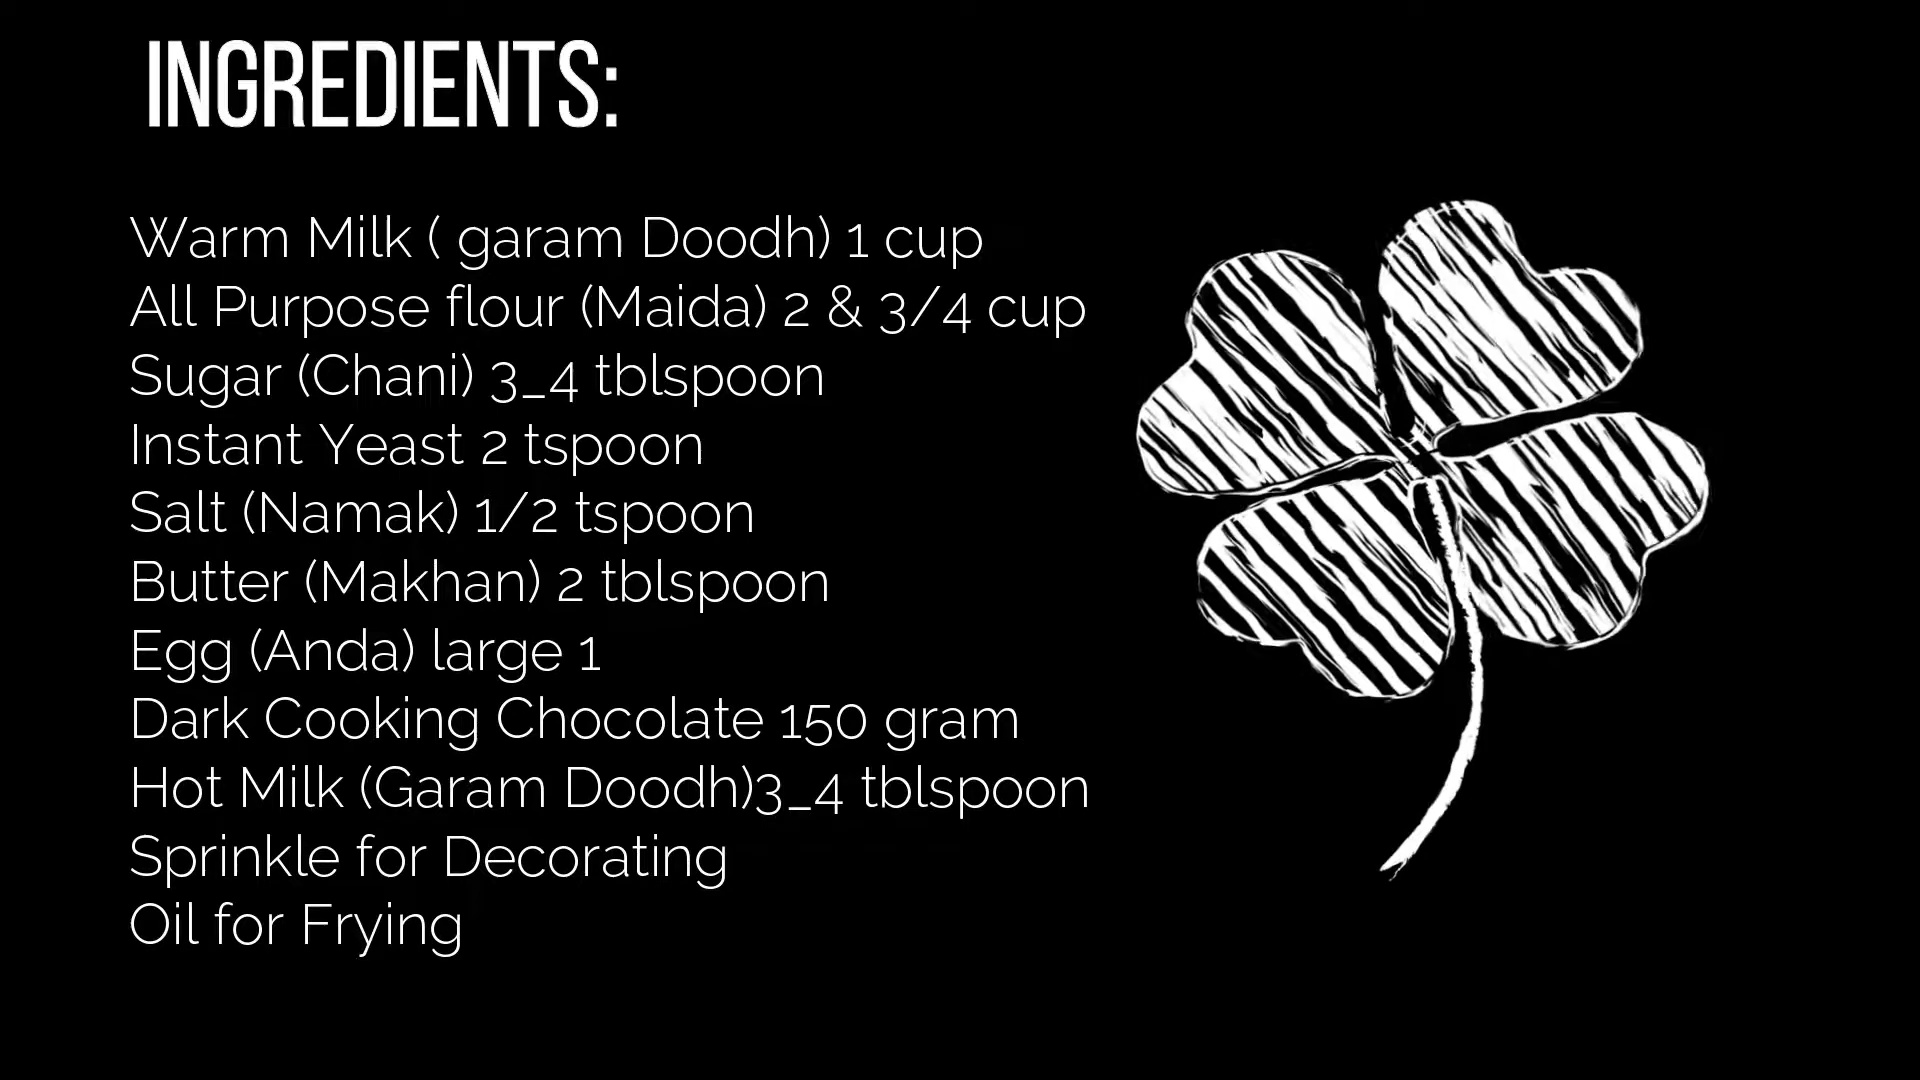 INGREDIENTS:
Warm Milk ( garam Doodh) 1 cup
All Purpose flour (Maida) 2 & 3/4 cup
Sugar (Chani) 3_4 tblspoon
Instant Yeast 2 tspoon
Salt (Namak) 1/2 tspoon
Butter (Makhan) 2 tblspoon
Egg (Anda) large 1
Dark Cooking Chocolate 150 gram
Hot Milk (Garam Doodh)3_4 tblspoon
Sprinkle for Decorating
Oil for Frying